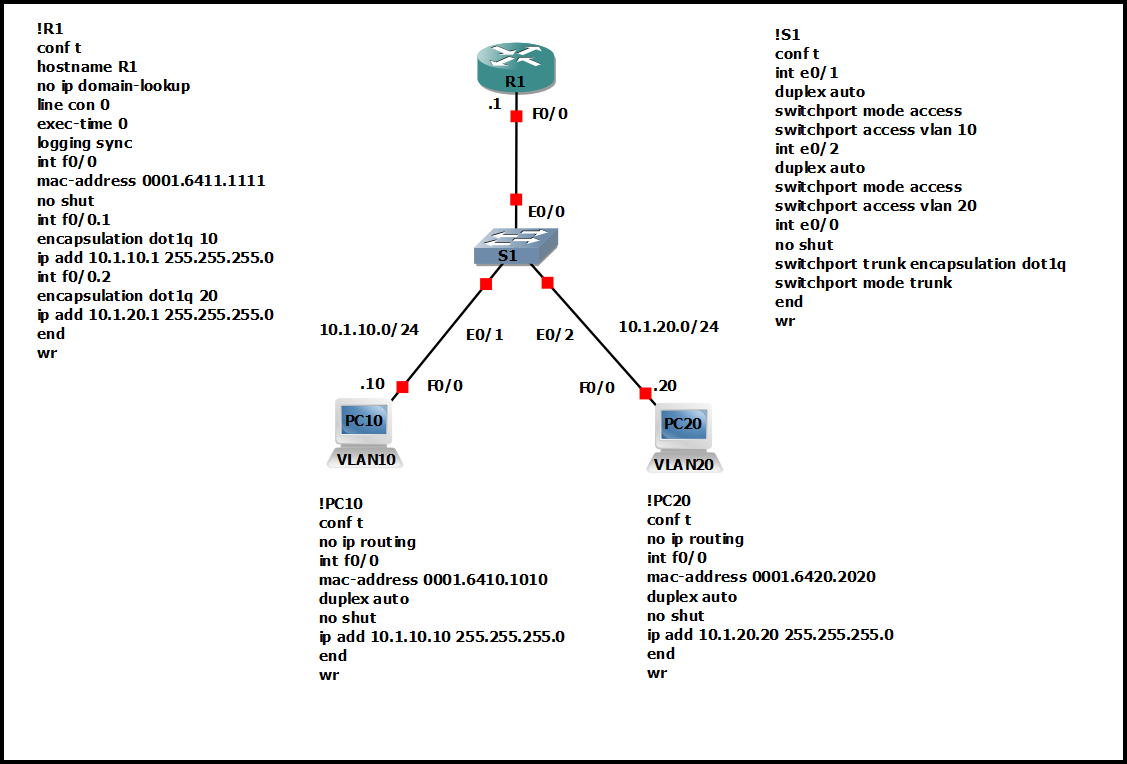 !R1
conf t
hostname R1
no ip domain-lookup
line con 0
exec-time 0
logging sync
int f0/0
mac-address 0001.6411.1111
no shut
int f0/0.1
encapsulation dot1q 10
ip add 10.1.10.1 255.255.255.0
int f0/0.2
encapsulation dot1q 20
ip add 10.1.20.1 255.255.255.0
end
wr
R1
.1
F0/0
E0/0
S1
!S1
conf t
int e0/1
duplex auto
switchport mode access
switchport access vlan 10
int e0/2
duplex auto
switchport mode access
switchport access vlan 20
int e0/0
no shut
switchport trunk encapsulation dot1q
switchport mode trunk
end
wr
10.1.10.0/24
E0/1
E0/2
10.1.20.0/24
.10
F0/0
F0/0
.20
PC10
VLAN10
PC20
VLAN20
!PC10
conf t
no ip routing
int f0/0
mac-address 0001.6410.1010
duplex auto
no shut
ip add 10.1.10.10 255.255.255.0
end
wr
!PC20
conf t
no ip routing
int f0/0
mac-address 0001.6420.2020
duplex auto
no shut
ip add 10.1.20.20 255.255.255.0
end
wr